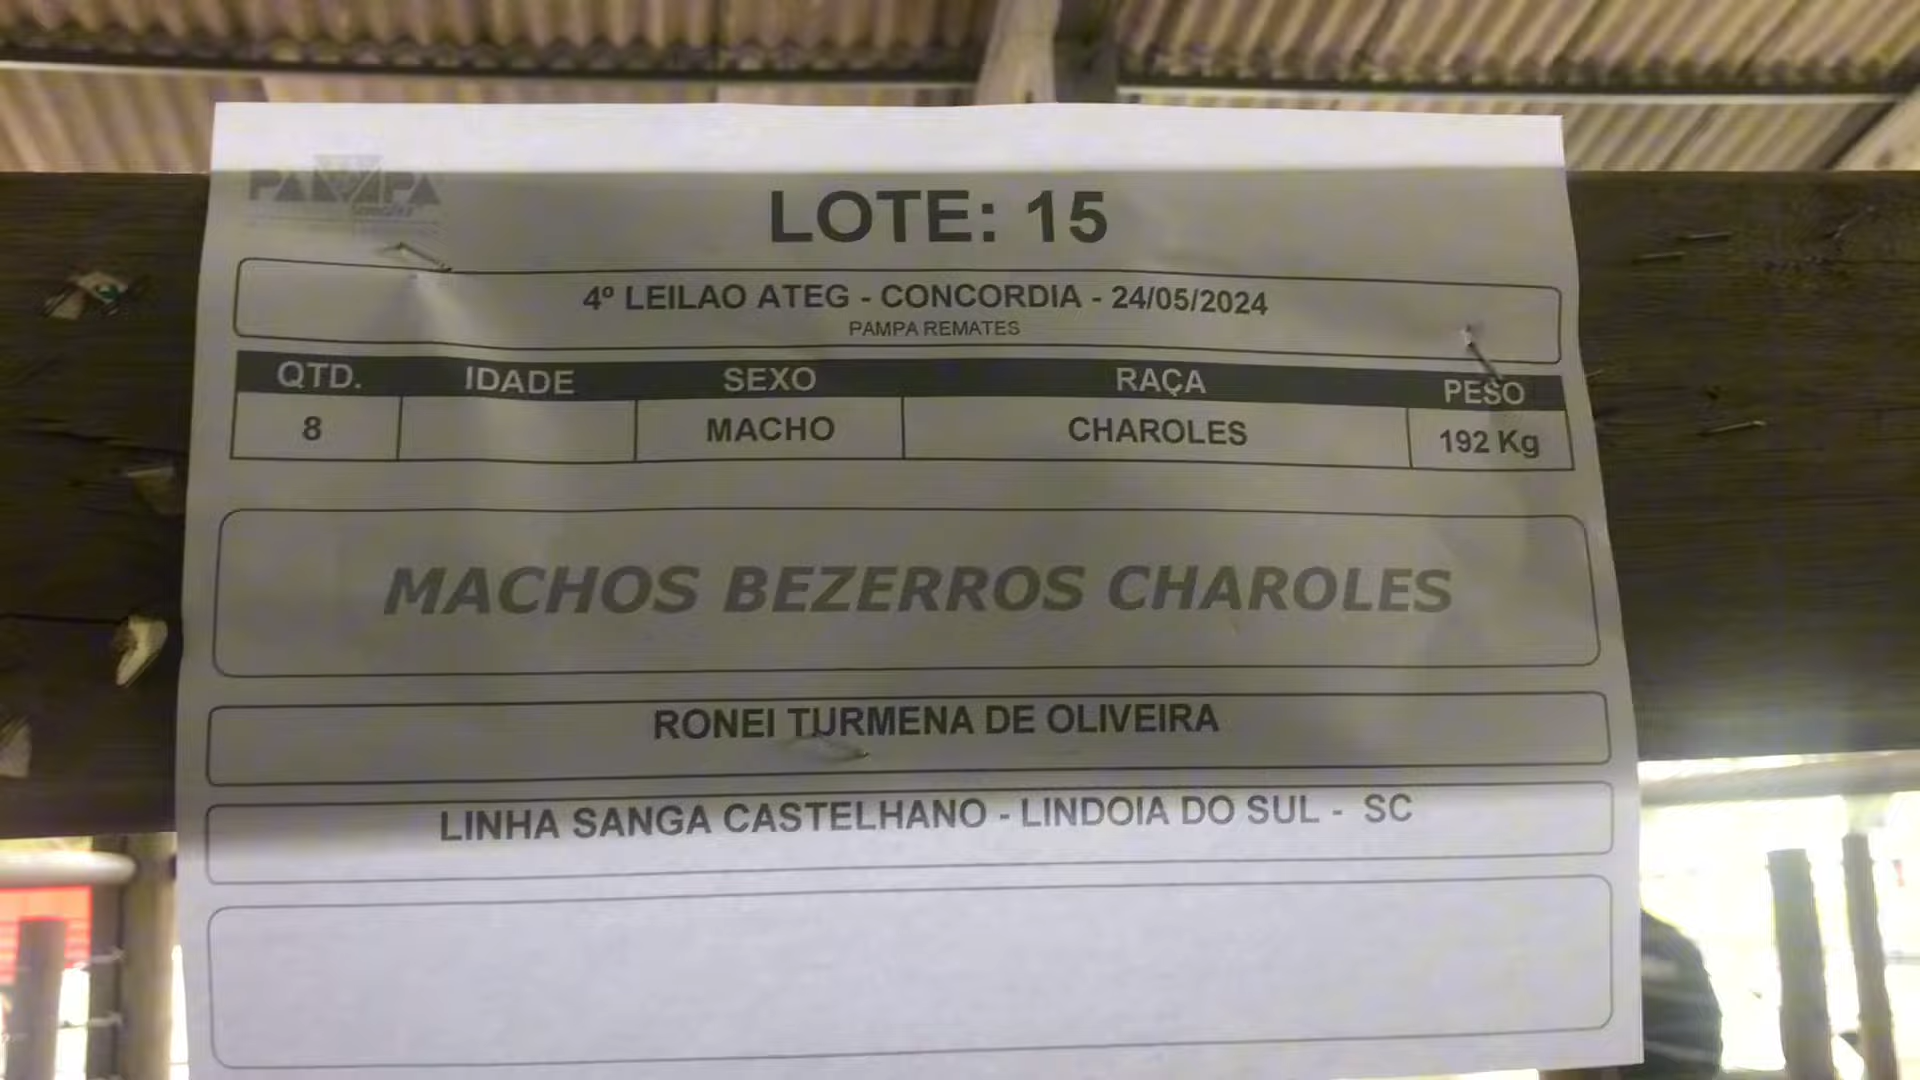 PAMPA
LOTE: 15
4º LEILAO ATEG - CONCORDIA - 24/05/2024
PAMPA REMATES
QTD. IDADE SEXO RAÇA PESO
8 MACHO CHAROLES 192 Kg
MACHOS BEZERROS CHAROLES
RONEI TURMENA DE OLIVEIRA
LINHA SANGA CASTELHANO - LINDOIA DO SUL - SC